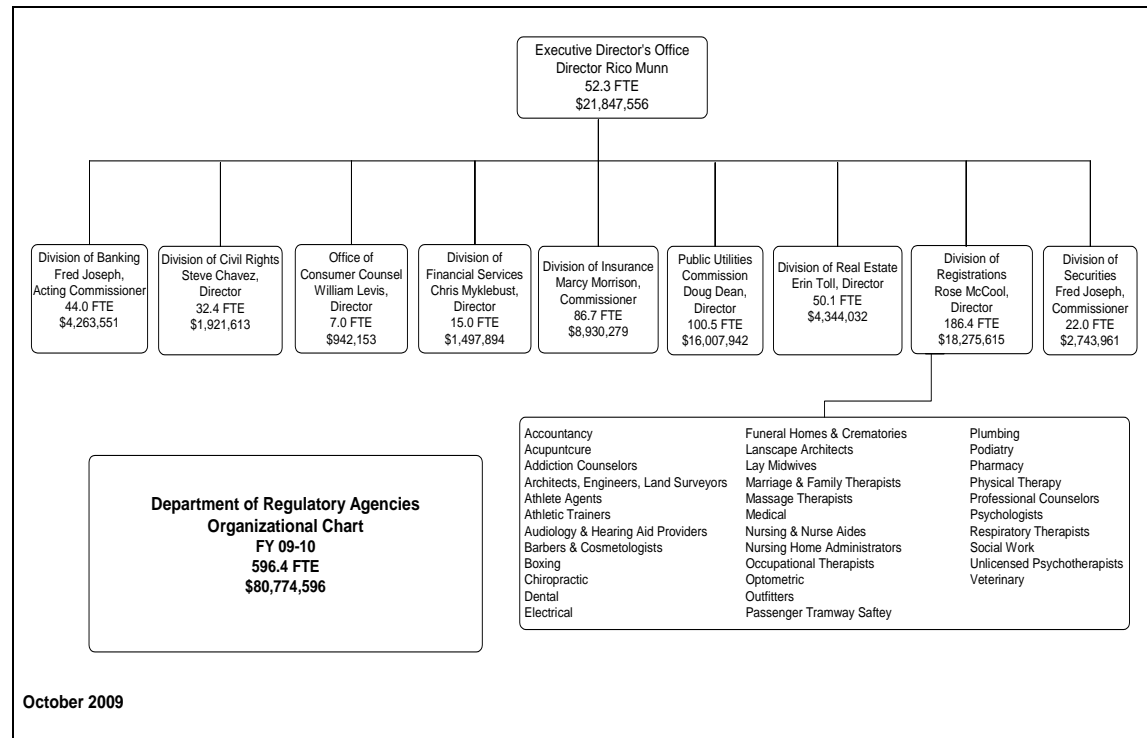 Executive Director's Office
Director Rico Munn
52.3 FTE
$21,847,556
Division of Banking
Fred Joseph,
Acting Commissioner
44.0 FTE
$4,263,551
Division of Civil Rights
Steve Chavez,
Director
32.4 FTE
$1,921,613
Office of
Consumer Counsel
William Levis,
Director
7.0 FTE
$942,153
Division of
Financial Services
Chris Myklebust,
Director
15.0 FTE
$1,497,894
Division of Insurance
Marcy Morrison,
Commissioner
86.7 FTE
$8,930,279
Public Utilities
Commission
Doug Dean,
Director
100.5 FTE
$16,007,942
Division of Real Estate
Erin Toll, Director
50.1 FTE
$4,344,032
Division of
Registrations
Rose McCool,
Director
186.4 FTE
$18,275,615
Division of
Securities
Fred Joseph,
Commissioner
22.0 FTE
$2,743,961
Accountancy
Acupuntcure
Addiction Counselors
Architects, Engineers, Land Surveyors
Athlete Agents
Athletic Trainers
Audiology & Hearing Aid Providers
Barbers & Cosmetologists
Boxing
Chiropractic
Dental
Electrical
Funeral Homes & Crematories
Lanscape Architects
Lay Midwives
Marriage & Family Therapists
Massage Therapists
Medical
Nursing & Nurse Aides
Nursing Home Administrators
Occupational Therapists
Optometric
Outfitters
Passenger Tramway Saftey
Plumbing
Podiatry
Pharmacy
Physical Therapy
Professional Counselors
Psychologists
Respiratory Therapists
Social Work
Unlicensed Psychotherapists
Veterinary
Department of Regulatory Agencies
Organizational Chart
FY 09-10
596.4 FTE
$80,774,596
October 2009